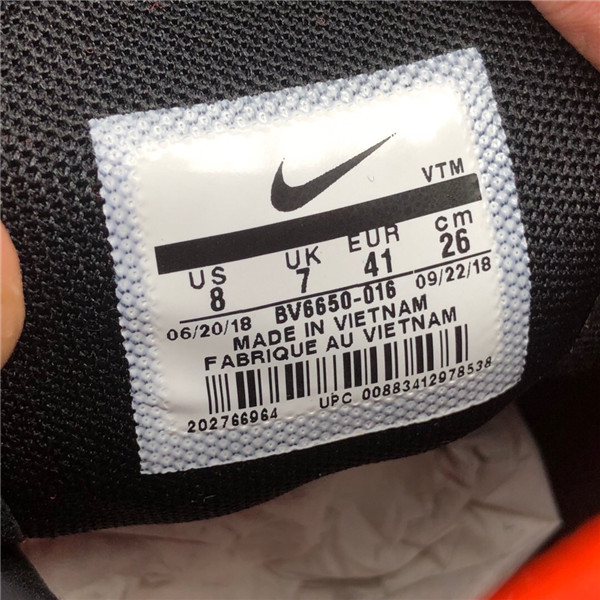 VTM
US UK EUR cm
8 7 41 26
06/20/18 BV6650-016 09/22/18
MADE IN VIETNAM
FABRIQUE AU VIETNAM
202766964 UPC 00883412978538